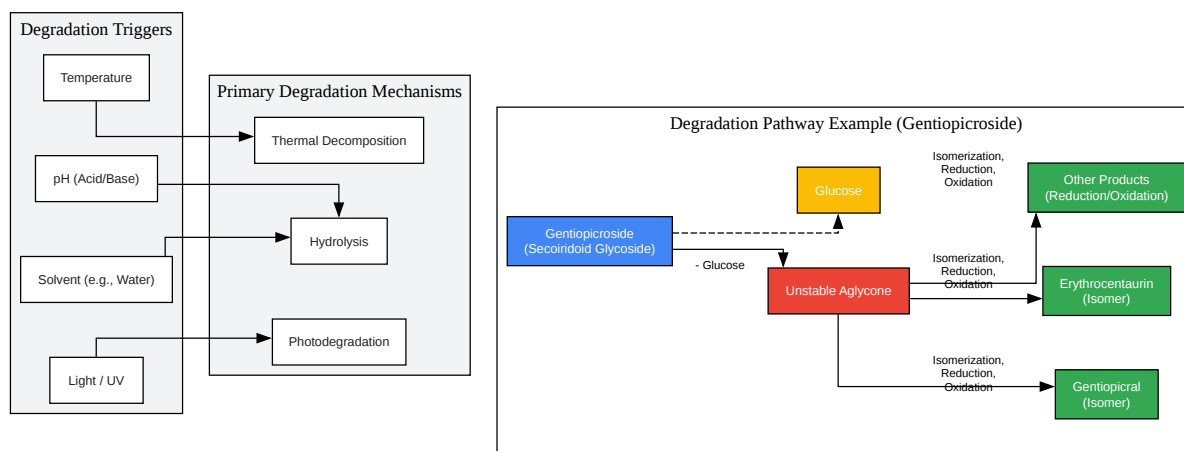 Degradation Triggers
Temperature
pH (Acid/Base)
Solvent (e.g., Water)
Light / UV
Primary Degradation Mechanisms
Thermal Decomposition
Hydrolysis
Photodegradation
Degradation Pathway Example (Gentiopicroside)
Gentiopicroside
(Secoiridoid Glycoside)
Glucose
- Glucose
Unstable Aglycone
Isomerization,
Reduction,
Oxidation
Other Products
(Reduction/Oxidation)
Isomerization,
Reduction,
Oxidation
Erythrocentaurin
(Isomer)
Isomerization,
Reduction,
Oxidation
Gentiopicral
(Isomer)